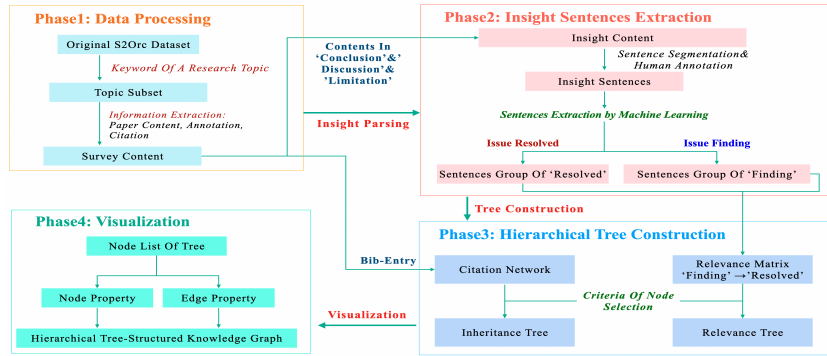 Phase1: Data Processing
Original S2Orc Dataset
Keyword Of A Research Topic
Topic Subset
Information Extraction:
Paper Content, Annotation,
Citation
Survey Content
Contents In
‘Conclusion’&’
Discussion’&
’Limitation’
Insight Parsing
Phase2: Insight Sentences Extraction
Insight Content
Sentence Segmentation&
Human Annotation
Insight Sentences
Sentences Extraction by Machine Learning
Issue Resolved
Issue Finding
Sentences Group Of ‘Resolved’
Sentences Group Of ‘Finding’
Tree Construction
Phase3: Hierarchical Tree Construction
Bib-Entry
Citation Network
Relevance Matrix
‘Finding’ →’Resolved’
Criteria Of Node
Selection
Inheritance Tree
Relevance Tree
Visualization
Phase4: Visualization
Node List Of Tree
Node Property
Edge Property
Hierarchical Tree-Structured Knowledge Graph